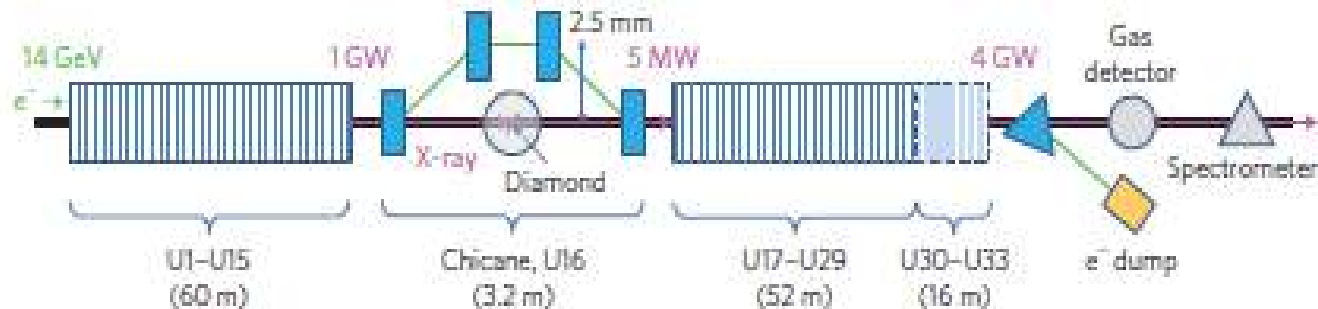 2.5 mm
14 GeV
1 GW
5 MW
4 GW
Gas
detector
e⁻ →
X-ray
Diamond
Spectrometer
U1–U15
(60 m)
Chicane, U16
(3.2 m)
U17–U29
(52 m)
U30–U33
(16 m)
e⁻ dump